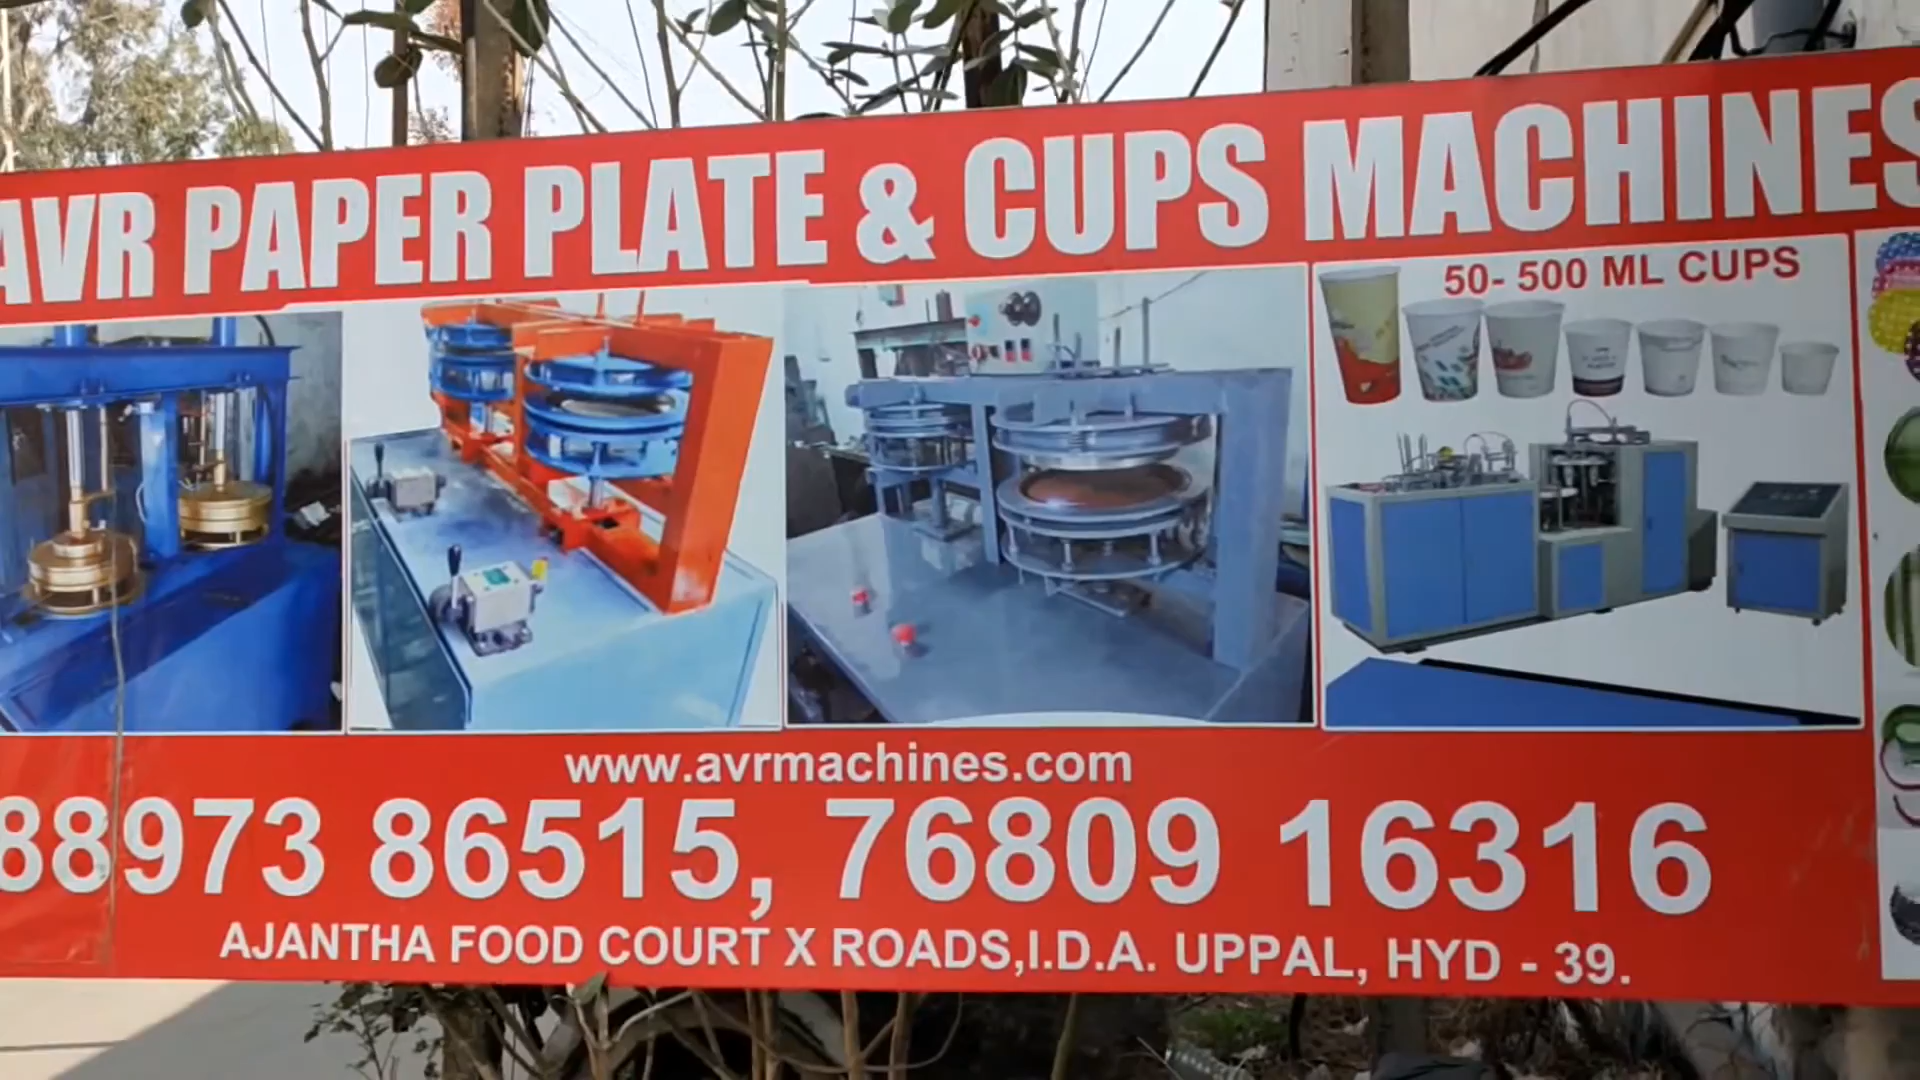 AVR PAPER PLATE & CUPS MACHINES
50- 500 ML CUPS
www.avrmachines.com
88973 86515, 76809 16316
AJANTHA FOOD COURT X ROADS,I.D.A. UPPAL, HYD - 39.